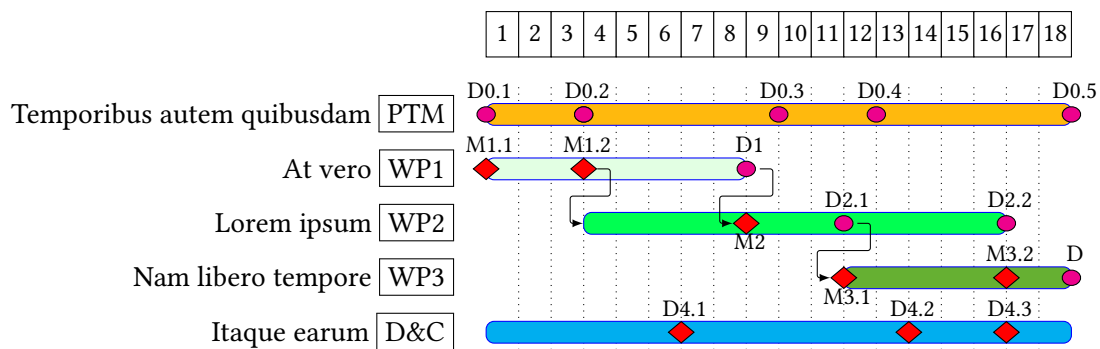 1 2 3 4 5 6 7 8 9 10 11 12 13 14 15 16 17 18
D0.1 D0.2 D0.3 D0.4 D0.5
Temporibus autem quibusdam PTM
M1.1 M1.2 D1
At vero WP1
D2.1 D2.2
Lorem ipsum WP2
M2
M3.2 D
Nam libero tempore WP3
M3.1
D4.1 D4.2 D4.3
Itaque earum D&C